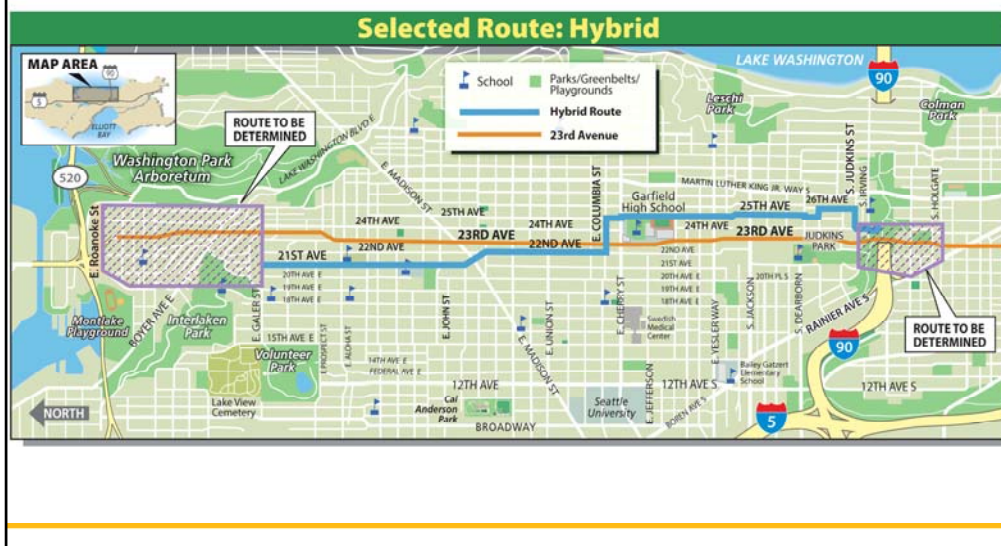 Selected Route: Hybrid
MAP AREA
90
5
ELLIOTT
BAY
School
Parks/Greenbelts/
Playgrounds
Hybrid Route
23rd Avenue
LAKE WASHINGTON
90
Leschi
Park
Colman
Park
ROUTE TO BE
DETERMINED
LAKE WASHINGTON BLVD E
Washington Park
Arboretum
520
E. Roanoke St
E. MADISON ST
E. COLUMBIA ST
Garfield
High School
MARTIN LUTHER KING JR. WAY S
S. JUDKINS ST
S. IRVING
S. HOLGATE
24TH AVE
25TH AVE
24TH AVE
25TH AVE
26TH AVE
23RD AVE
24TH AVE
23RD AVE
JUDKINS
PARK
22ND AVE
22ND AVE
21ST AVE
22ND AVE
21ST AVE
20TH AVE E
19TH AVE E
18TH AVE E
20TH AVE E
19TH AVE E
18TH AVE E
20TH PL S
Montlake
Playground
BOYER AVE E
Interlaken
Park
E. GALER ST
E PROSPECT ST
E. ALOHA ST
E. JOHN ST
E. UNION ST
E. MADISON ST
E. CHERRY ST
E. YESLER WAY
S. JACKSON
S. DEARBORN
RAINIER AVE S
ROUTE TO BE
DETERMINED
15TH AVE E
Volunteer
Park
14TH AVE E
FEDERAL AVE E
Swedish
Medical
Center
90
Bailey Gatzert
Elementary
School
12TH AVE
12TH AVE S
12TH AVE S
Lake View
Cemetery
Cal
Anderson
Park
Seattle
University
E. JEFFERSON
BOREN AVE S
NORTH
BROADWAY
5